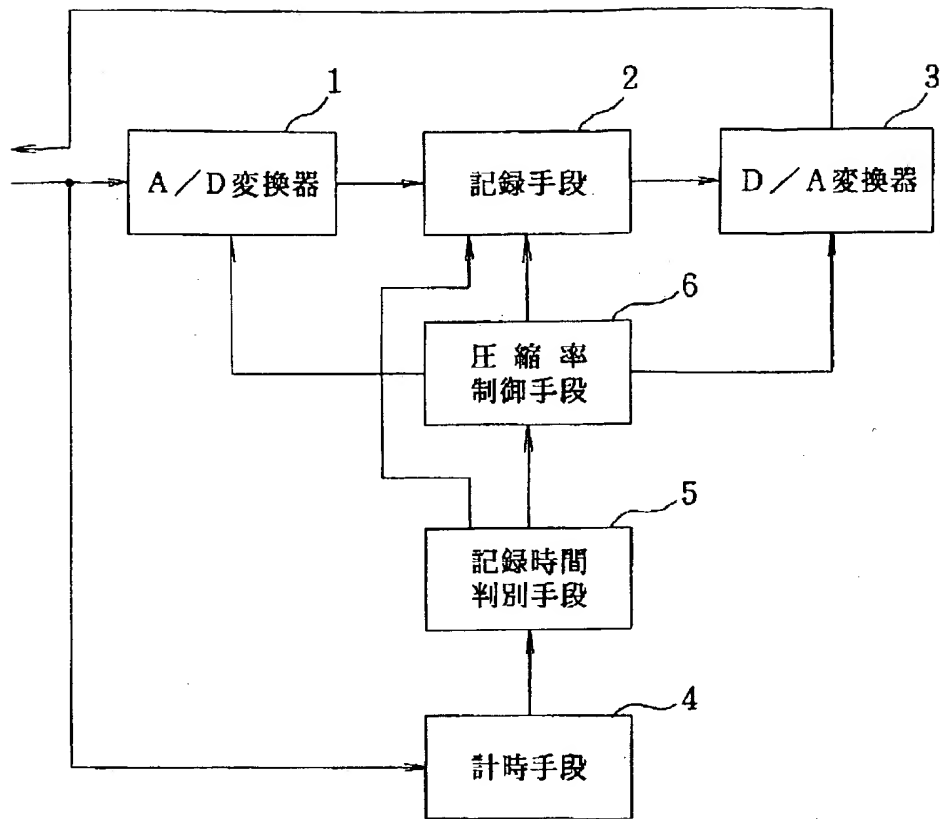 1
2
3
A／D変換器
記録手段
D／A変換器
6
圧縮率
制御手段
5
記録時間
判別手段
4
計時手段